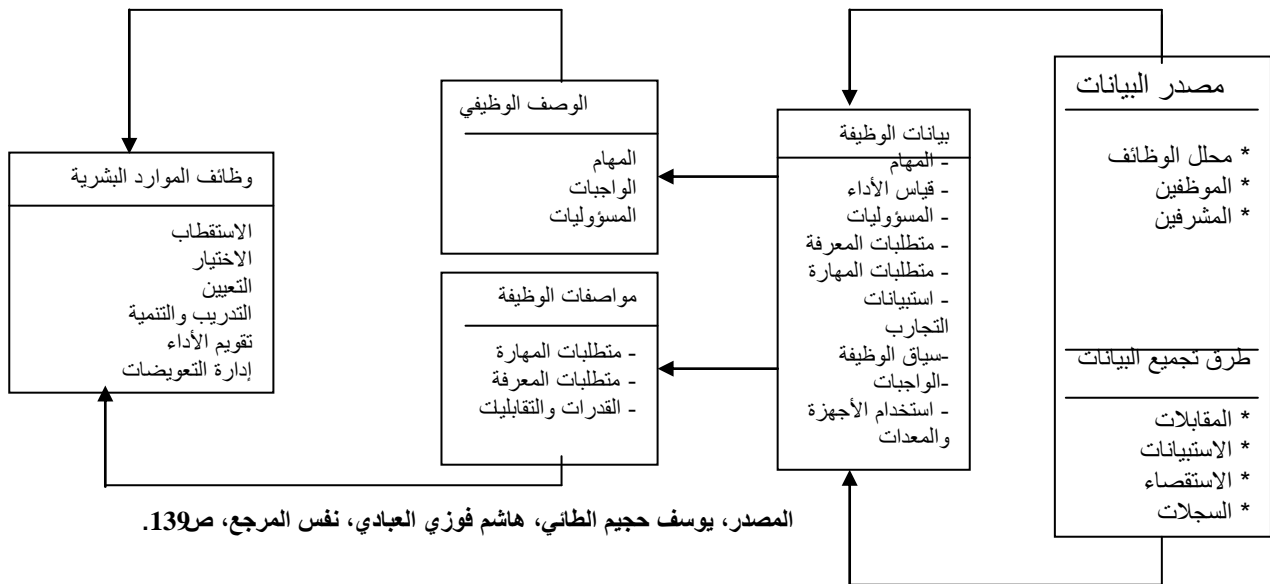 مصدر البيانات
* محلل الوظائف
* الموظفين
* المشرفين
طرق تجميع البيانات
* المقابلات
* الاستبيانات
* الاستقصاء
* السجلات
بيانات الوظيفة
- المهام
- قياس الأداء
- المسؤوليات
- متطلبات المعرفة
- متطلبات المهارة
- استبيانات
التجارب
-سياق الوظيفة
-الواجبات
- استخدام الأجهزة
والمعدات
الوصف الوظيفي
المهام
الواجبات
المسؤوليات
مواصفات الوظيفة
- متطلبات المهارة
- متطلبات المعرفة
- القدرات والتقابليت
وظائف الموارد البشرية
الاستقطاب
الاختيار
التعيين
التدريب والتنمية
تقويم الأداء
إدارة التعويضات
المصدر، يوسف حجيم الطائي، هاشم فوزي العبادي، نفس المرجع، ص139.